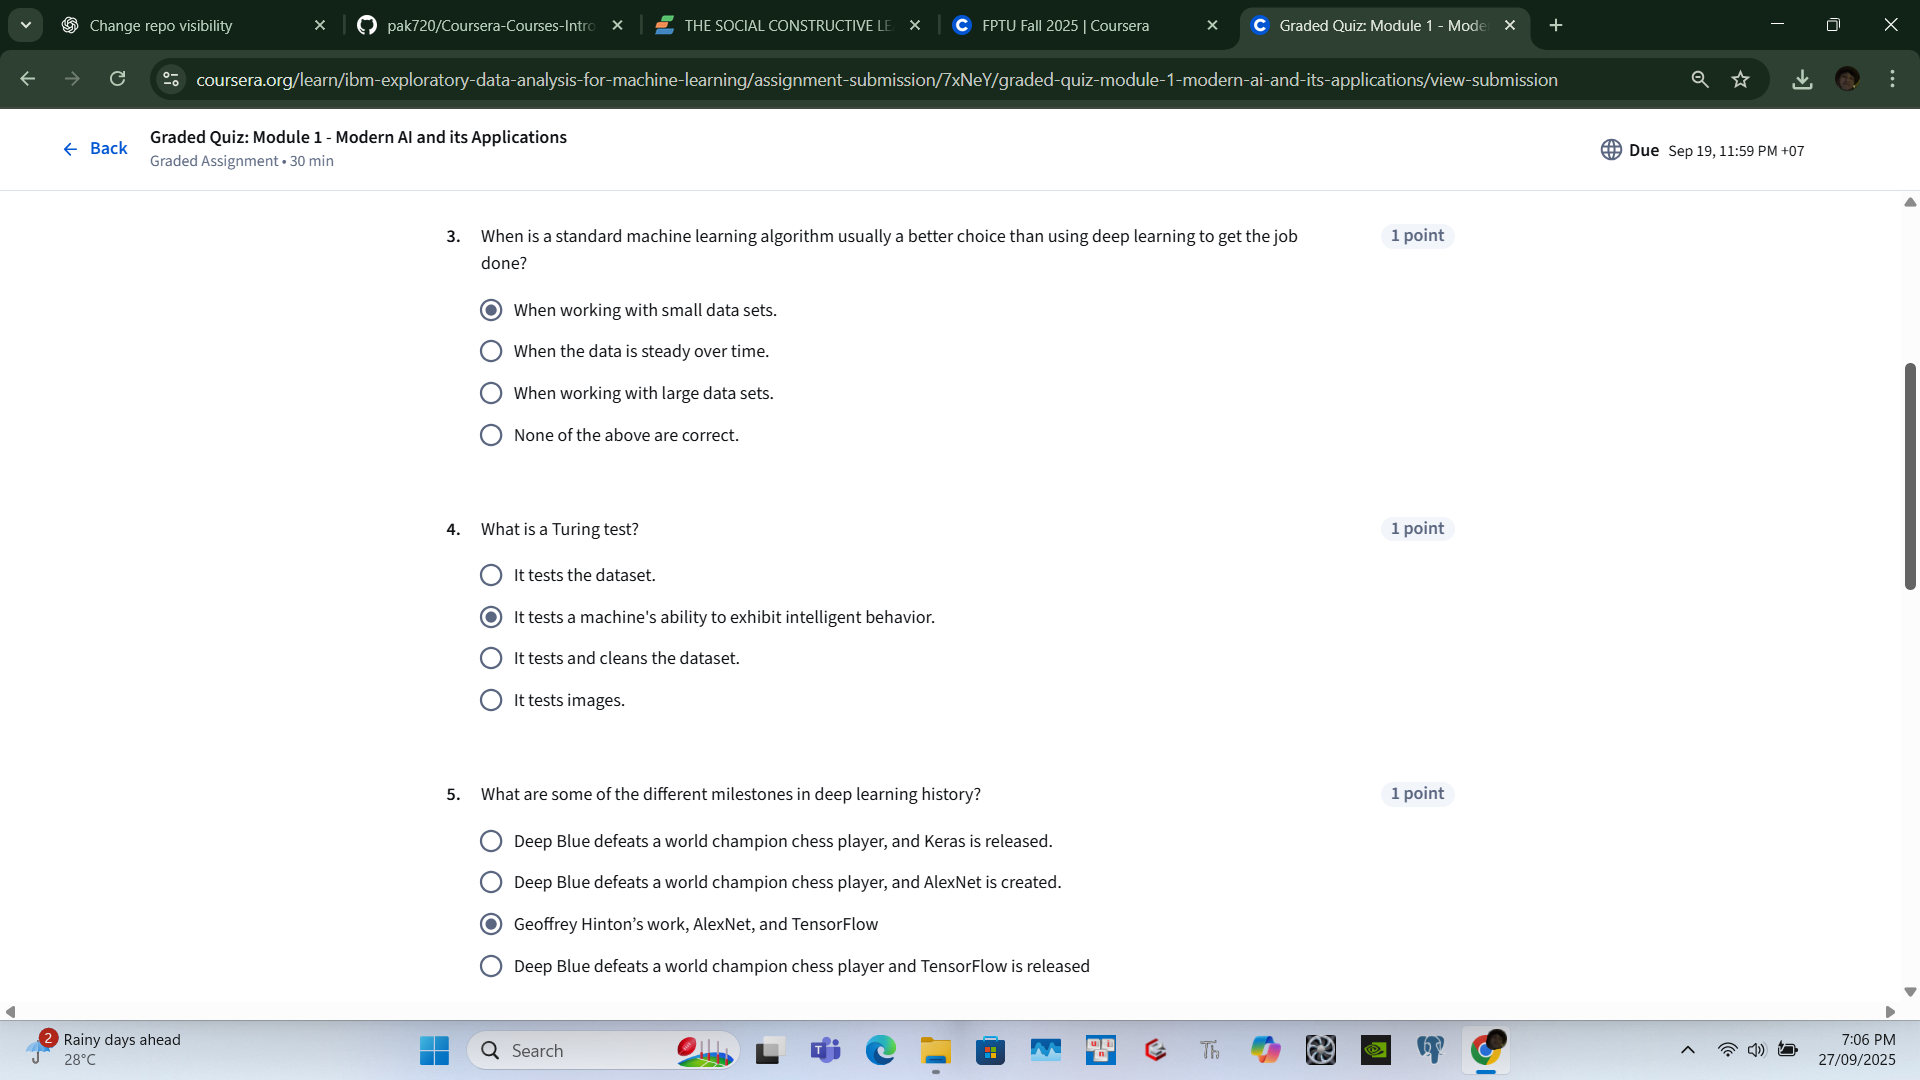 Change repo visibility
pak720/Coursera-Courses-Intro
THE SOCIAL CONSTRUCTIVE LE
FPTU Fall 2025 | Coursera
Graded Quiz: Module 1 - Mode
coursera.org/learn/ibm-exploratory-data-analysis-for-machine-learning/assignment-submission/7xNeY/graded-quiz-module-1-modern-ai-and-its-applications/view-submission
Back
Graded Quiz: Module 1 - Modern AI and its Applications
Graded Assignment • 30 min
Due Sep 19, 11:59 PM +07
3. When is a standard machine learning algorithm usually a better choice than using deep learning to get the job
done?
1 point
When working with small data sets.
When the data is steady over time.
When working with large data sets.
None of the above are correct.
4. What is a Turing test?
1 point
It tests the dataset.
It tests a machine's ability to exhibit intelligent behavior.
It tests and cleans the dataset.
It tests images.
5. What are some of the different milestones in deep learning history?
1 point
Deep Blue defeats a world champion chess player, and Keras is released.
Deep Blue defeats a world champion chess player, and AlexNet is created.
Geoffrey Hinton’s work, AlexNet, and TensorFlow
Deep Blue defeats a world champion chess player and TensorFlow is released
2
Rainy days ahead
28°C
Search
Th
7:06 PM
27/09/2025